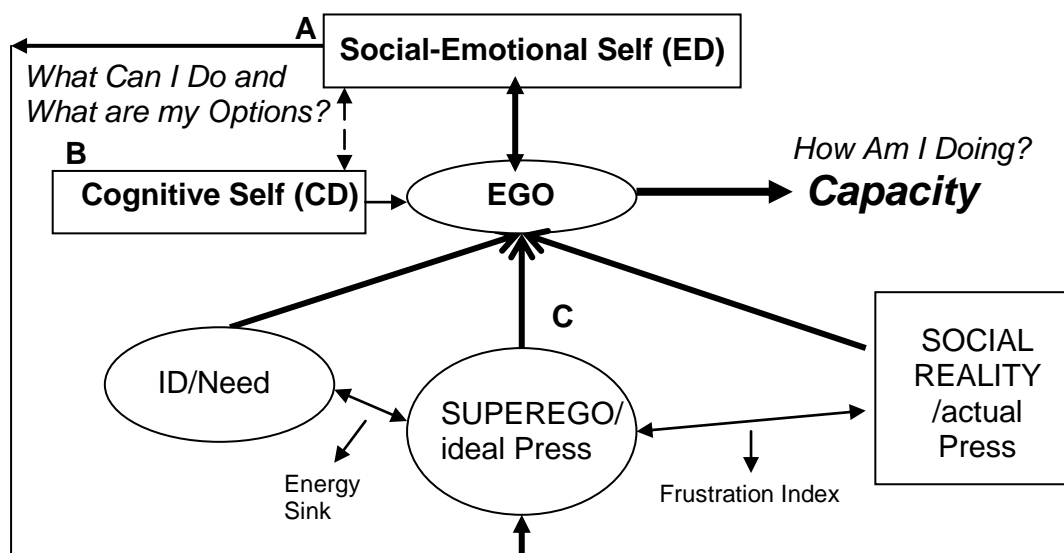 A
Social-Emotional Self (ED)
What Can I Do and
What are my Options?
B
Cognitive Self (CD)
EGO
How Am I Doing?
Capacity
C
ID/Need
SUPEREGO/
ideal Press
SOCIAL
REALITY
/actual
Press
Energy
Sink
Frustration Index